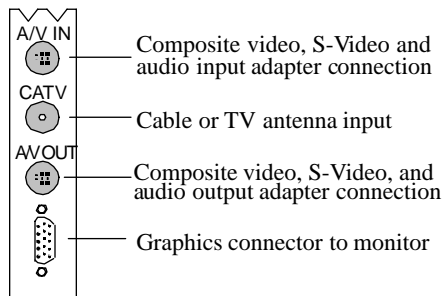 A/V IN
Composite video, S-Video and
audio input adapter connection
CATV
Cable or TV antenna input
A/V OUT
Composite video, S-Video, and
audio output adapter connection
Graphics connector to monitor